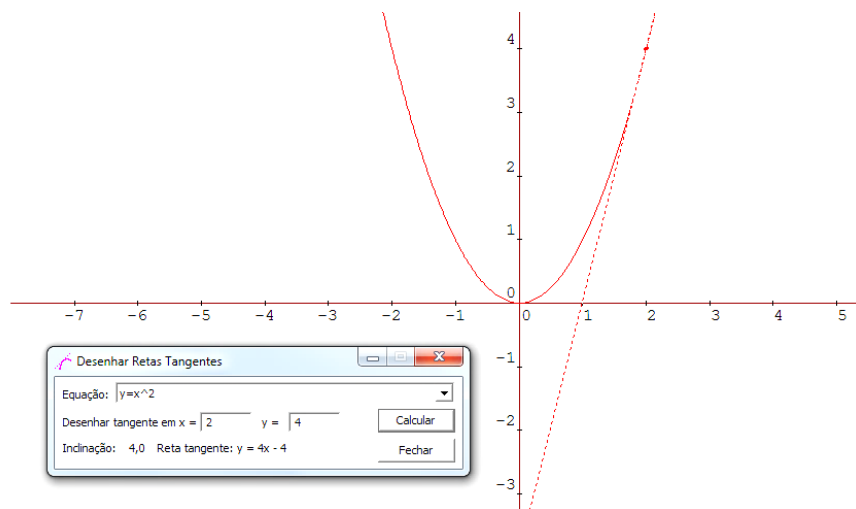 4
3
2
1
0
-7 -6 -5 -4 -3 -2 -1 0 1 2 3 4 5
-1
-2
-3
Desenhar Retas Tangentes
Equação: y=x^2
Desenhar tangente em x = 2 y = 4 Calcular
Inclinação: 4,0 Reta tangente: y = 4x - 4 Fechar